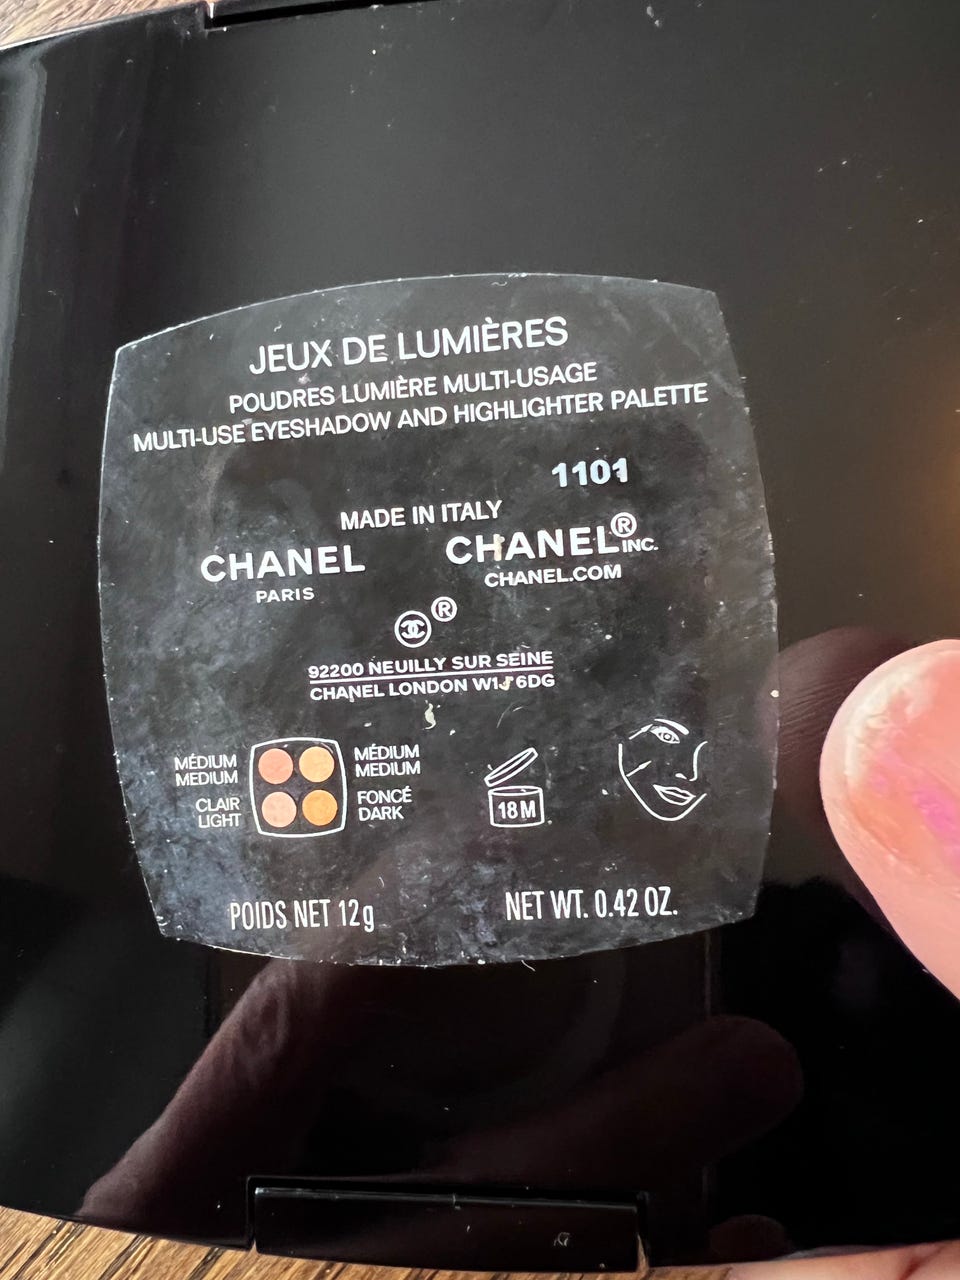 JEUX DE LUMIÈRES
POUDRES LUMIÈRE MULTI-USAGE
MULTI-USE EYESHADOW AND HIGHLIGHTER PALETTE
1101
MADE IN ITALY
CHANEL
PARIS
CHANEL® INC.
CHANEL.COM
®
92200 NEUILLY SUR SEINE
CHANEL LONDON W1J 6DG
MÉDIUM
MEDIUM
MÉDIUM
MEDIUM
CLAIR
LIGHT
FONCÉ
DARK
18M
POIDS NET 12g
NET WT. 0.42 OZ.